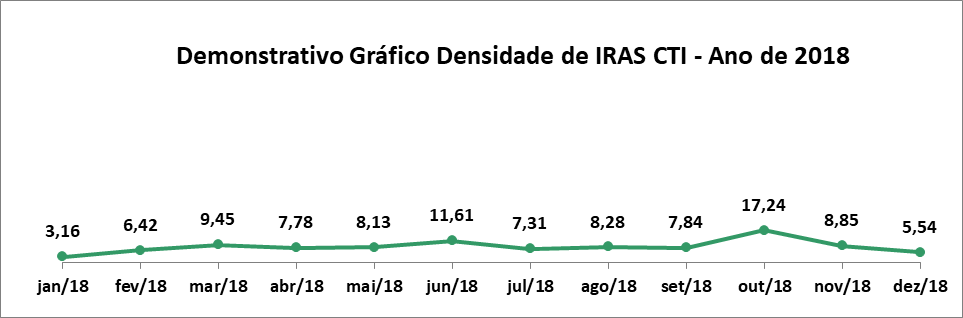 Demonstrativo Gráfico Densidade de IRAS CTI - Ano de 2018
3,16 6,42 9,45 7,78 8,13 11,61 7,31 8,28 7,84 17,24 8,85 5,54
jan/18 fev/18 mar/18 abr/18 mai/18 jun/18 jul/18 ago/18 set/18 out/18 nov/18 dez/18